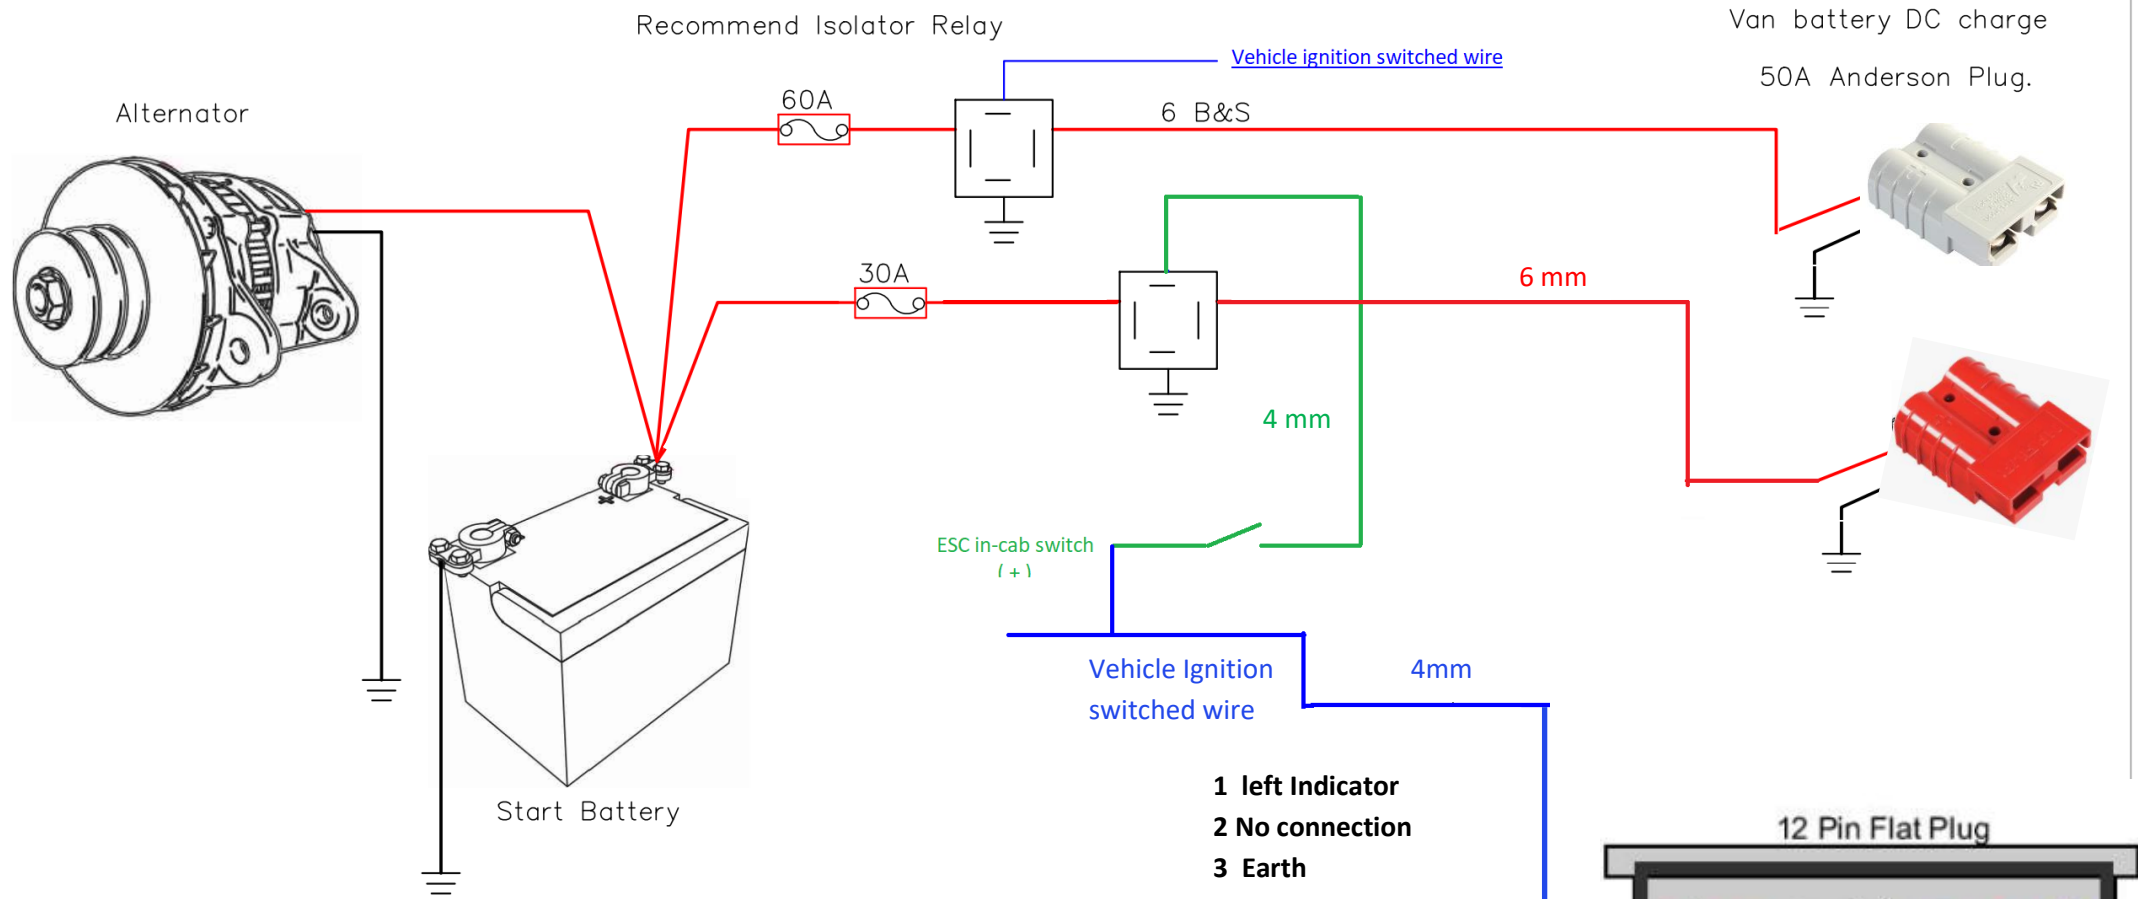 Recommend Isolator Relay
Van battery DC charge
50A Anderson Plug.
Vehicle ignition switched wire
Alternator
60A
6 B&S
30A
6 mm
4 mm
ESC in-cab switch
( + )
Vehicle Ignition
switched wire
4mm
Start Battery
1 left Indicator
2 No connection
3 Earth
12 Pin Flat Plug